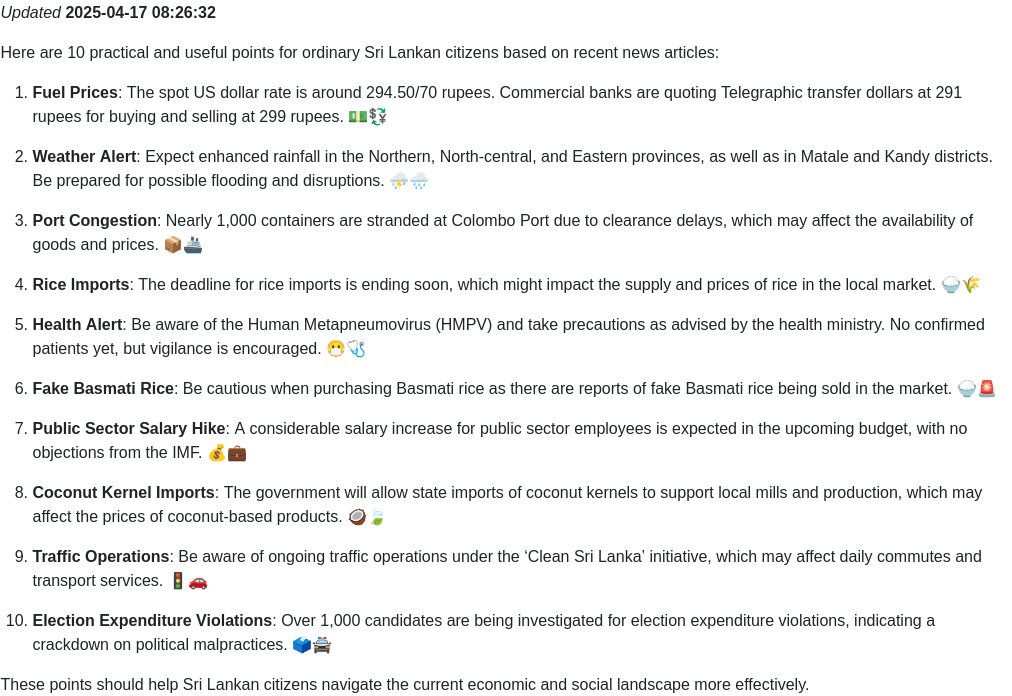 Updated 2025-04-17 08:26:32
Here are 10 practical and useful points for ordinary Sri Lankan citizens based on recent news articles:
1. Fuel Prices: The spot US dollar rate is around 294.50/70 rupees. Commercial banks are quoting Telegraphic transfer dollars at 291
rupees for buying and selling at 299 rupees. 💵💱
2. Weather Alert: Expect enhanced rainfall in the Northern, North-central, and Eastern provinces, as well as in Matale and Kandy districts.
Be prepared for possible flooding and disruptions. ⛈️🌧️
3. Port Congestion: Nearly 1,000 containers are stranded at Colombo Port due to clearance delays, which may affect the availability of
goods and prices. 📦🚢
4. Rice Imports: The deadline for rice imports is ending soon, which might impact the supply and prices of rice in the local market. 🍚🌾
5. Health Alert: Be aware of the Human Metapneumovirus (HMPV) and take precautions as advised by the health ministry. No confirmed
patients yet, but vigilance is encouraged. 😷🩺
6. Fake Basmati Rice: Be cautious when purchasing Basmati rice as there are reports of fake Basmati rice being sold in the market. 🍚🚨
7. Public Sector Salary Hike: A considerable salary increase for public sector employees is expected in the upcoming budget, with no
objections from the IMF. 💰💼
8. Coconut Kernel Imports: The government will allow state imports of coconut kernels to support local mills and production, which may
affect the prices of coconut-based products. 🥥🍃
9. Traffic Operations: Be aware of ongoing traffic operations under the ‘Clean Sri Lanka’ initiative, which may affect daily commutes and
transport services. 🚦🚗
10. Election Expenditure Violations: Over 1,000 candidates are being investigated for election expenditure violations, indicating a
crackdown on political malpractices. 🗳️🚔
These points should help Sri Lankan citizens navigate the current economic and social landscape more effectively.